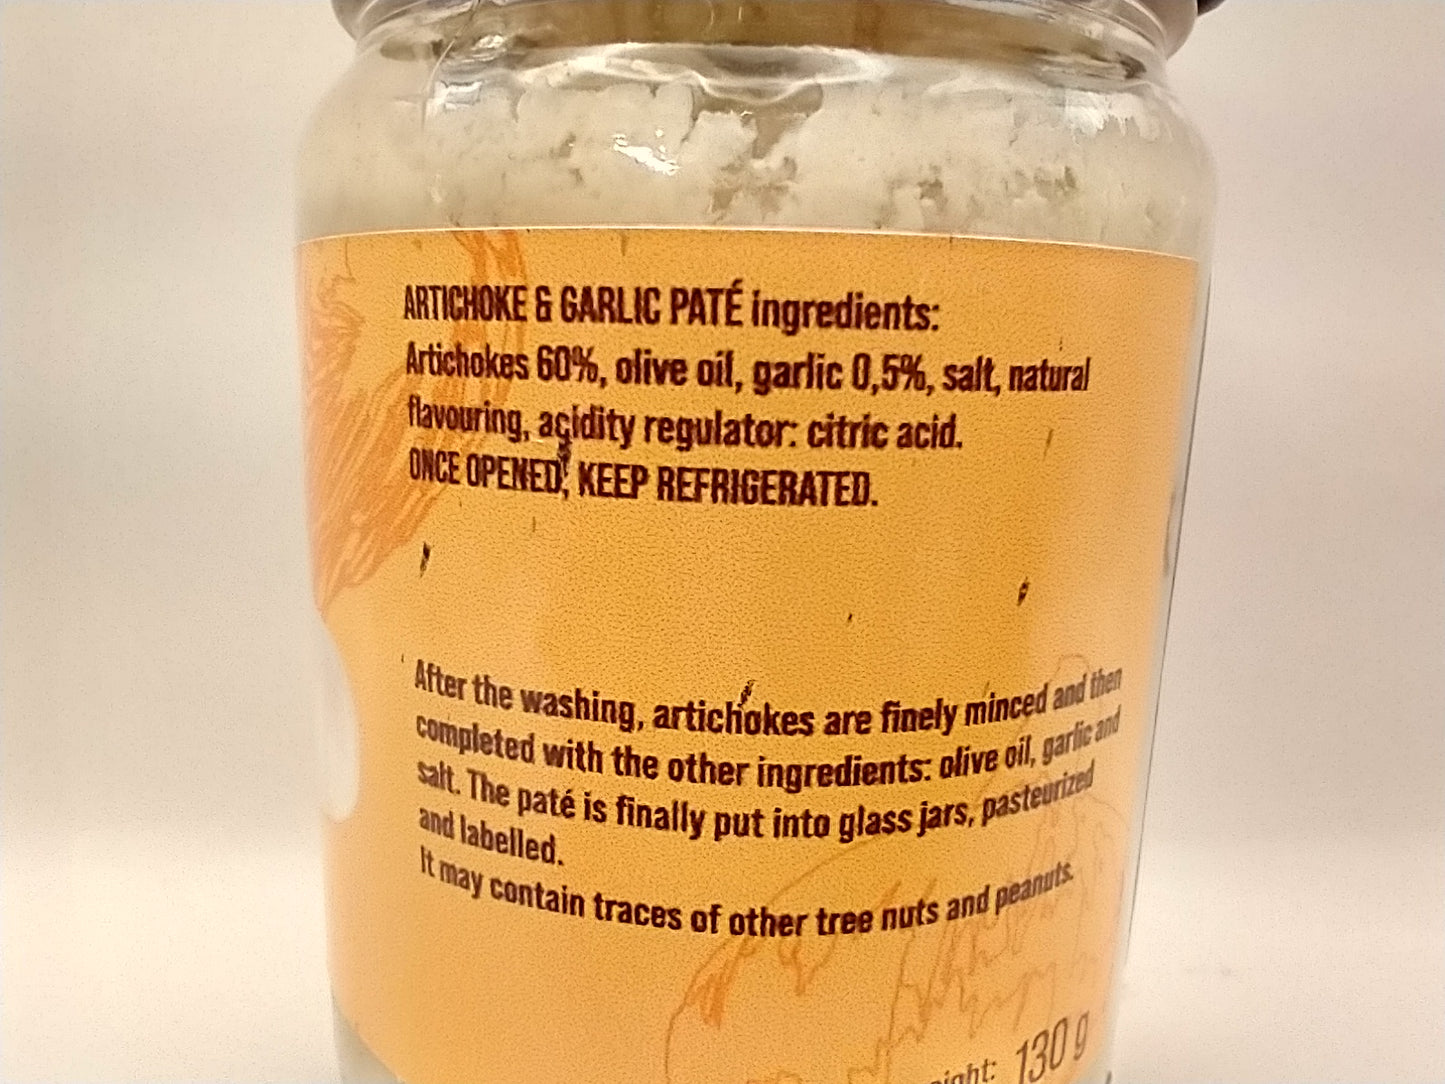 ARTICHOKE & GARLIC PATÉ ingredients:
Artichokes 60%, olive oil, garlic 0,5%, salt, natural
flavouring, acidity regulator: citric acid.
ONCE OPENED, KEEP REFRIGERATED.
After the washing, artichokes are finely minced and then
completed with the other ingredients: olive oil, garlic and
salt. The paté is finally put into glass jars, pasteurized
and labelled.
It may contain traces of other tree nuts and peanuts.
130 g